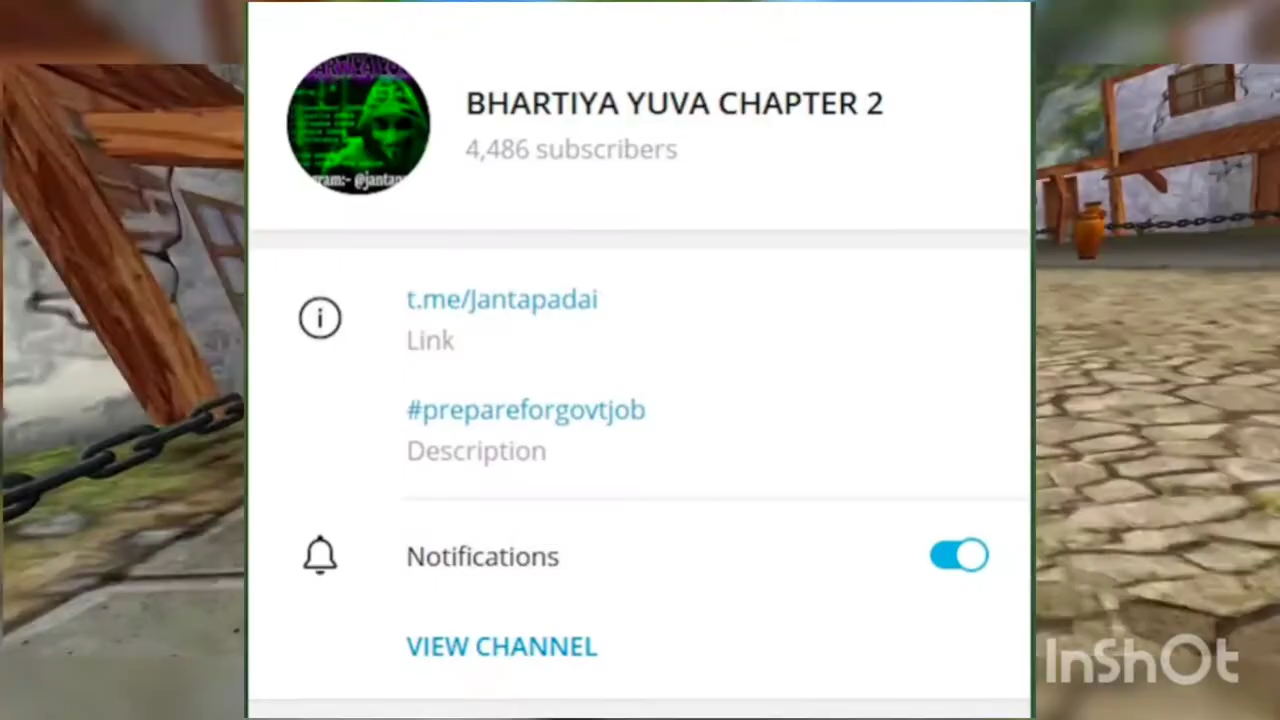 BHARTIYA YUVA CHAPTER 2
4,486 subscribers
t.me/Jantapadai
Link
#prepareforgovtjob
Description
Notifications
VIEW CHANNEL
InShOt